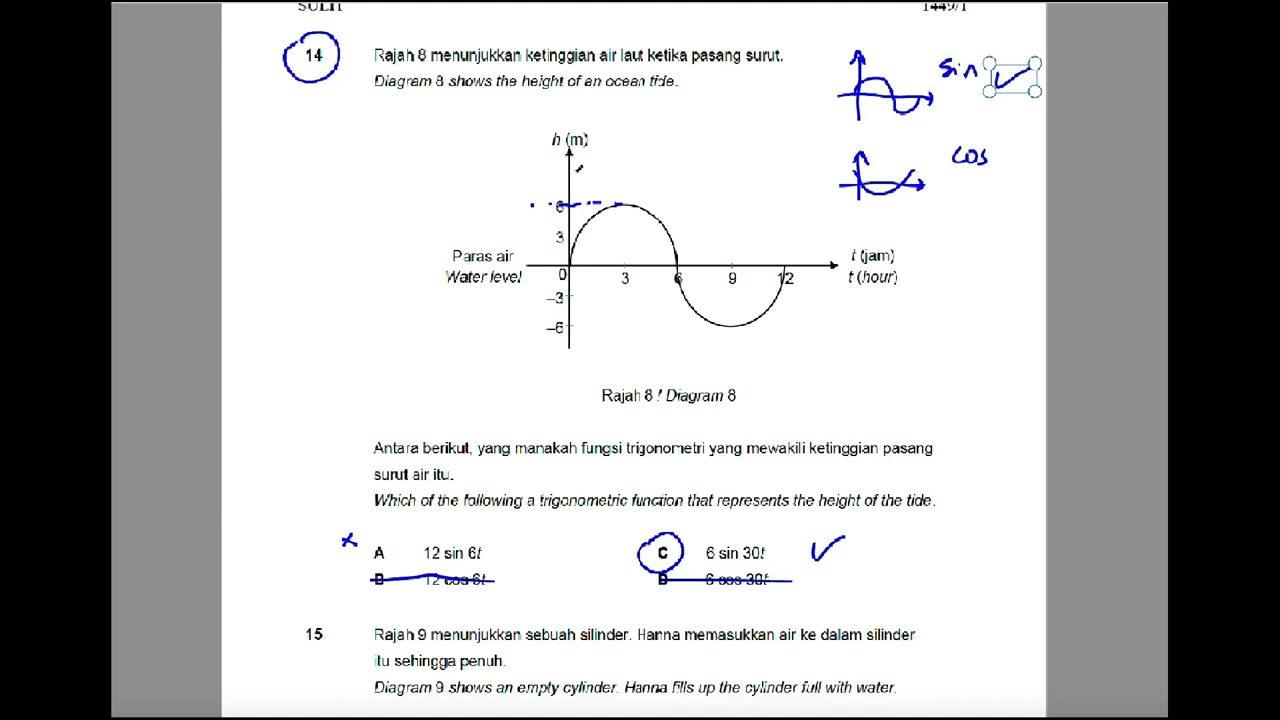 SULIT 1449/1
14 Rajah 8 menunjukkan ketinggian air laut ketika pasang surut.
Diagram 8 shows the height of an ocean tide.
sin
cos
h (m)
6
3
Paras air
Water level
0 3 6 9 12
t (jam)
t (hour)
–3
–6
Rajah 8 / Diagram 8
Antara berikut, yang manakah fungsi trigonometri yang mewakili ketinggian pasang
surut air itu.
Which of the following a trigonometric function that represents the height of the tide.
A 12 sin 6t C 6 sin 30t
B 12 cos 6t D 6 cos 30t
15 Rajah 9 menunjukkan sebuah silinder. Hanna memasukkan air ke dalam silinder
itu sehingga penuh.
Diagram 9 shows an empty cylinder. Hanna fills up the cylinder full with water.